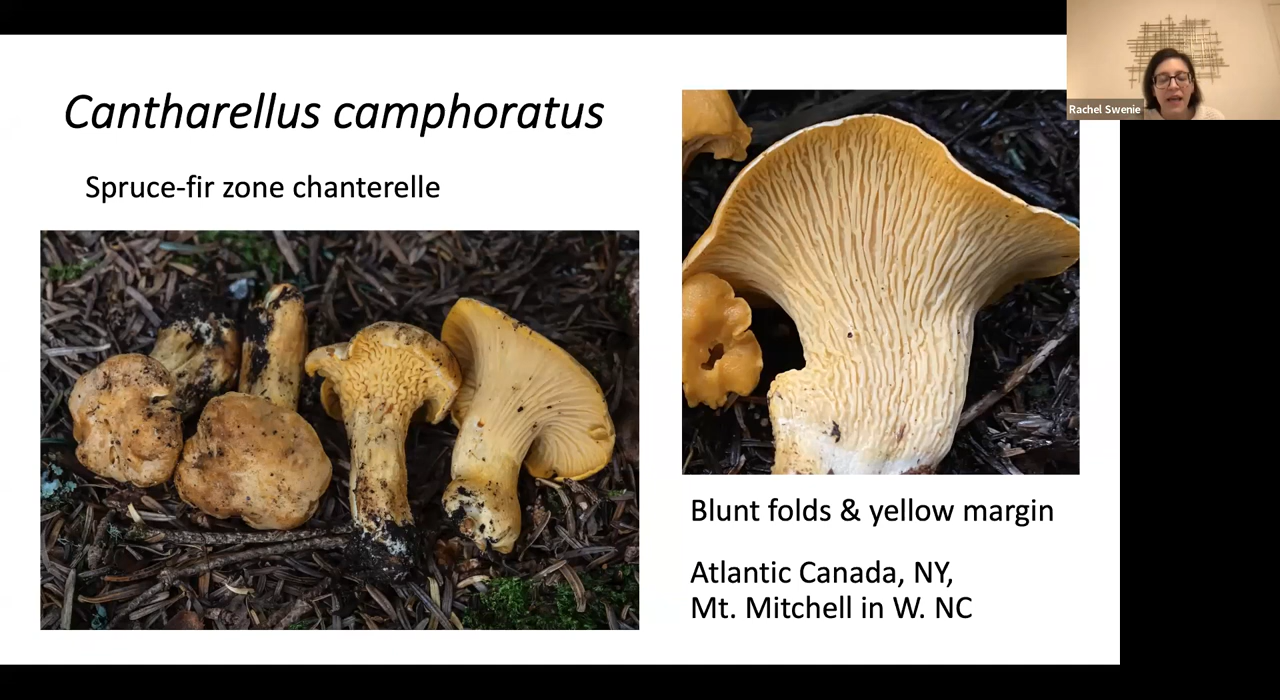 Cantharellus camphoratus
Rachel Swenie
Spruce-fir zone chanterelle
Blunt folds & yellow margin
Atlantic Canada, NY,
Mt. Mitchell in W. NC